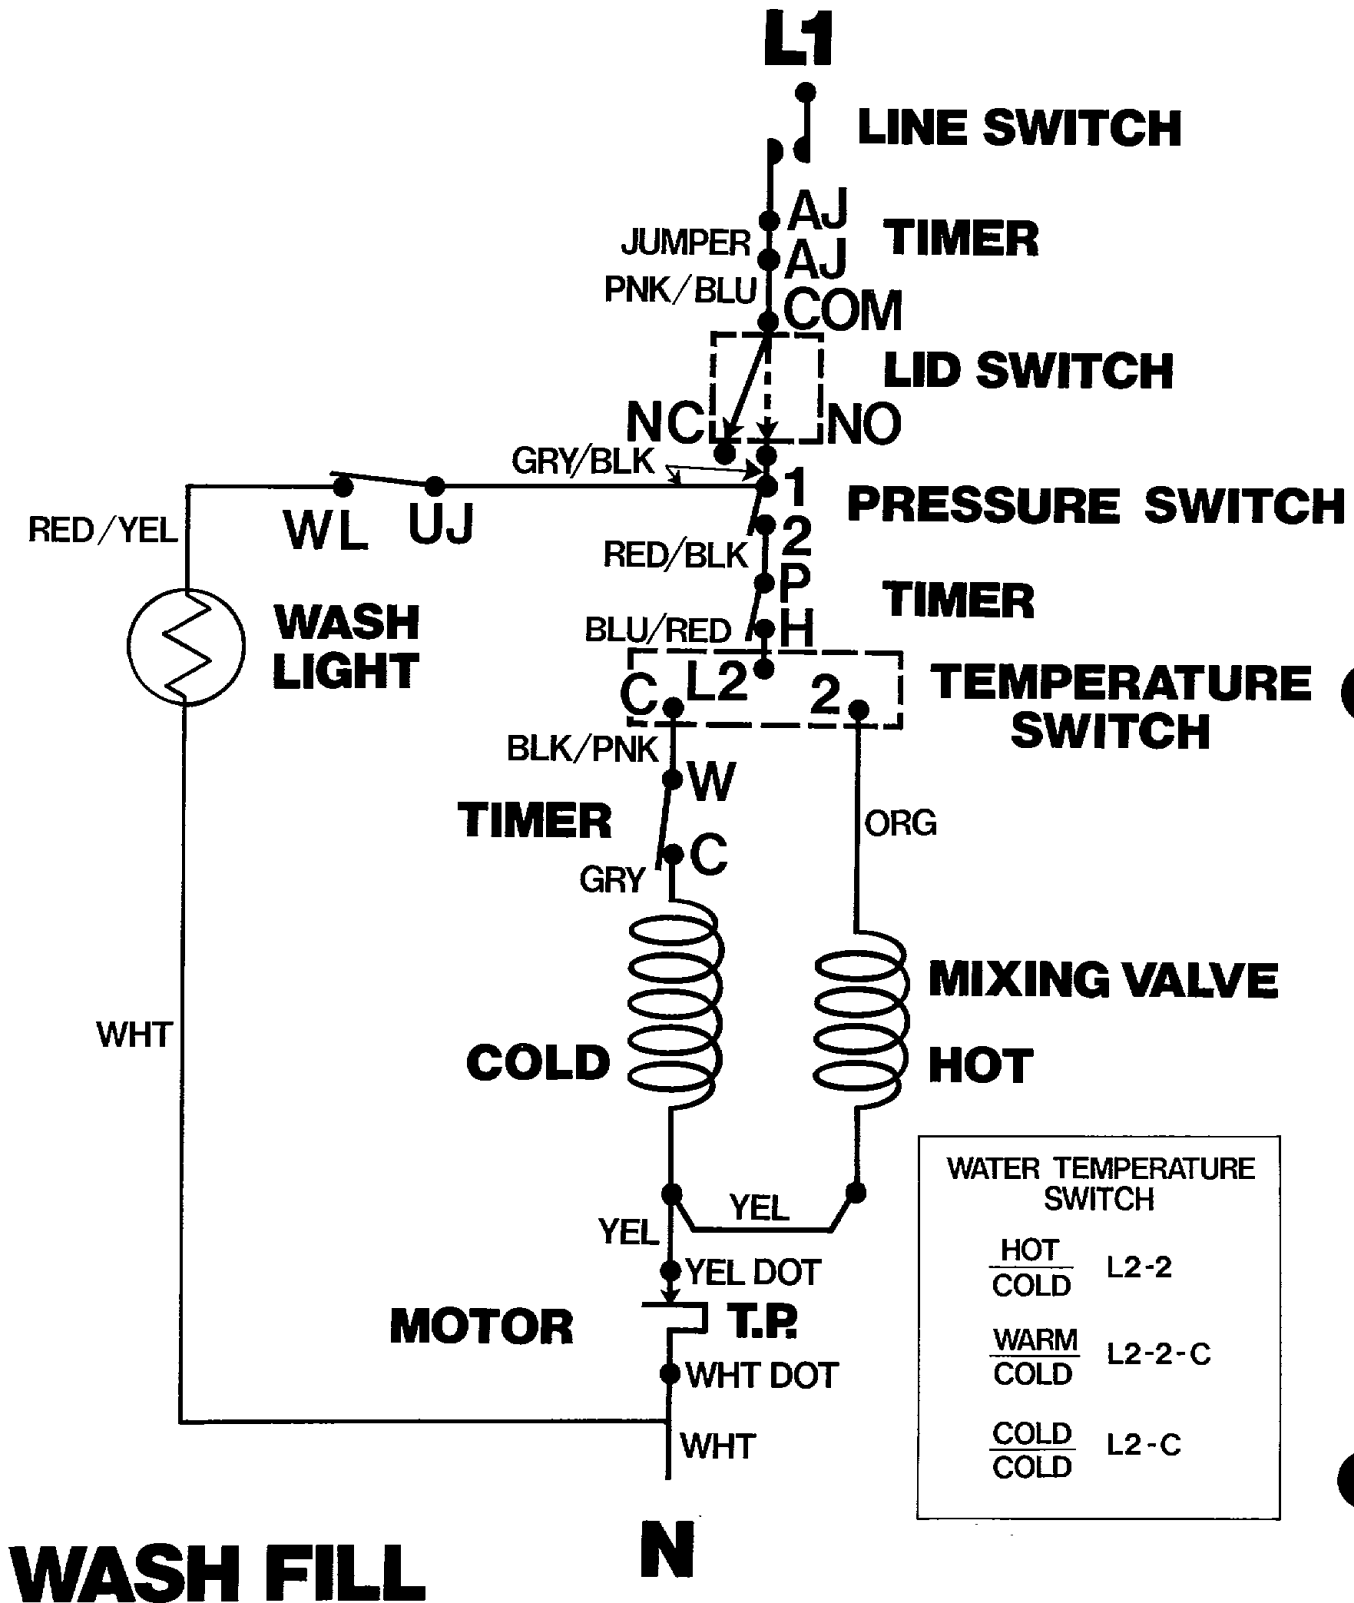 L1
LINE SWITCH
AJ
TIMER
JUMPER
AJ
PNK/BLU
COM
LID SWITCH
NC
NO
GRY/BLK
1
PRESSURE SWITCH
WL
UJ
RED/YEL
2
RED/BLK
P
TIMER
WASH
LIGHT
BLU/RED
H
C
L2
2
TEMPERATURE
SWITCH
BLK/PNK
W
TIMER
C
ORG
GRY
MIXING VALVE
WHT
COLD
HOT
WATER TEMPERATURE
SWITCH
HOT
COLD
L2-2
WARM
COLD
L2-2-C
COLD
COLD
L2-C
YEL
YEL
YEL DOT
MOTOR
T.P.
WHT DOT
WHT
N
WASH FILL